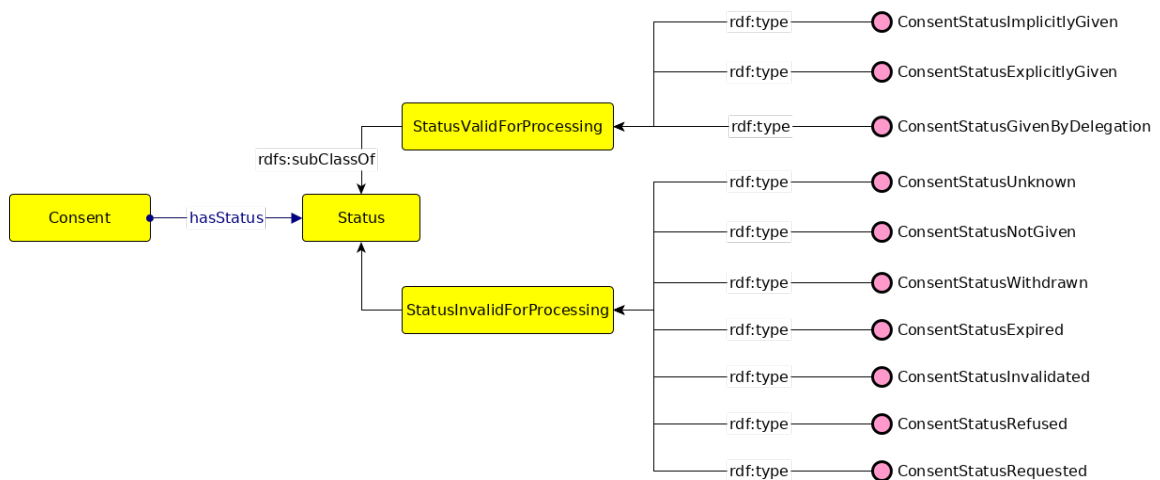 rdf:type ConsentStatusImplicitlyGiven
rdf:type ConsentStatusExplicitlyGiven
StatusValidForProcessing rdf:type ConsentStatusGivenByDelegation
rdfs:subClassOf
rdf:type ConsentStatusUnknown
Consent hasStatus Status
rdf:type ConsentStatusNotGiven
rdf:type ConsentStatusWithdrawn
StatusInvalidForProcessing
rdf:type ConsentStatusExpired
rdf:type ConsentStatusInvalidated
rdf:type ConsentStatusRefused
rdf:type ConsentStatusRequested